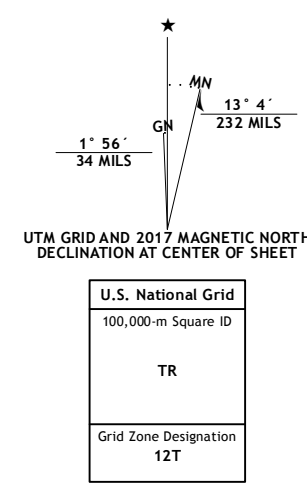 MN
GN
13° 4´
232 MILS
1° 56´
34 MILS
UTM GRID AND 2017 MAGNETIC NORTH
DECLINATION AT CENTER OF SHEET
U.S. National Grid
100,000-m Square ID
TR
Grid Zone Designation
12T